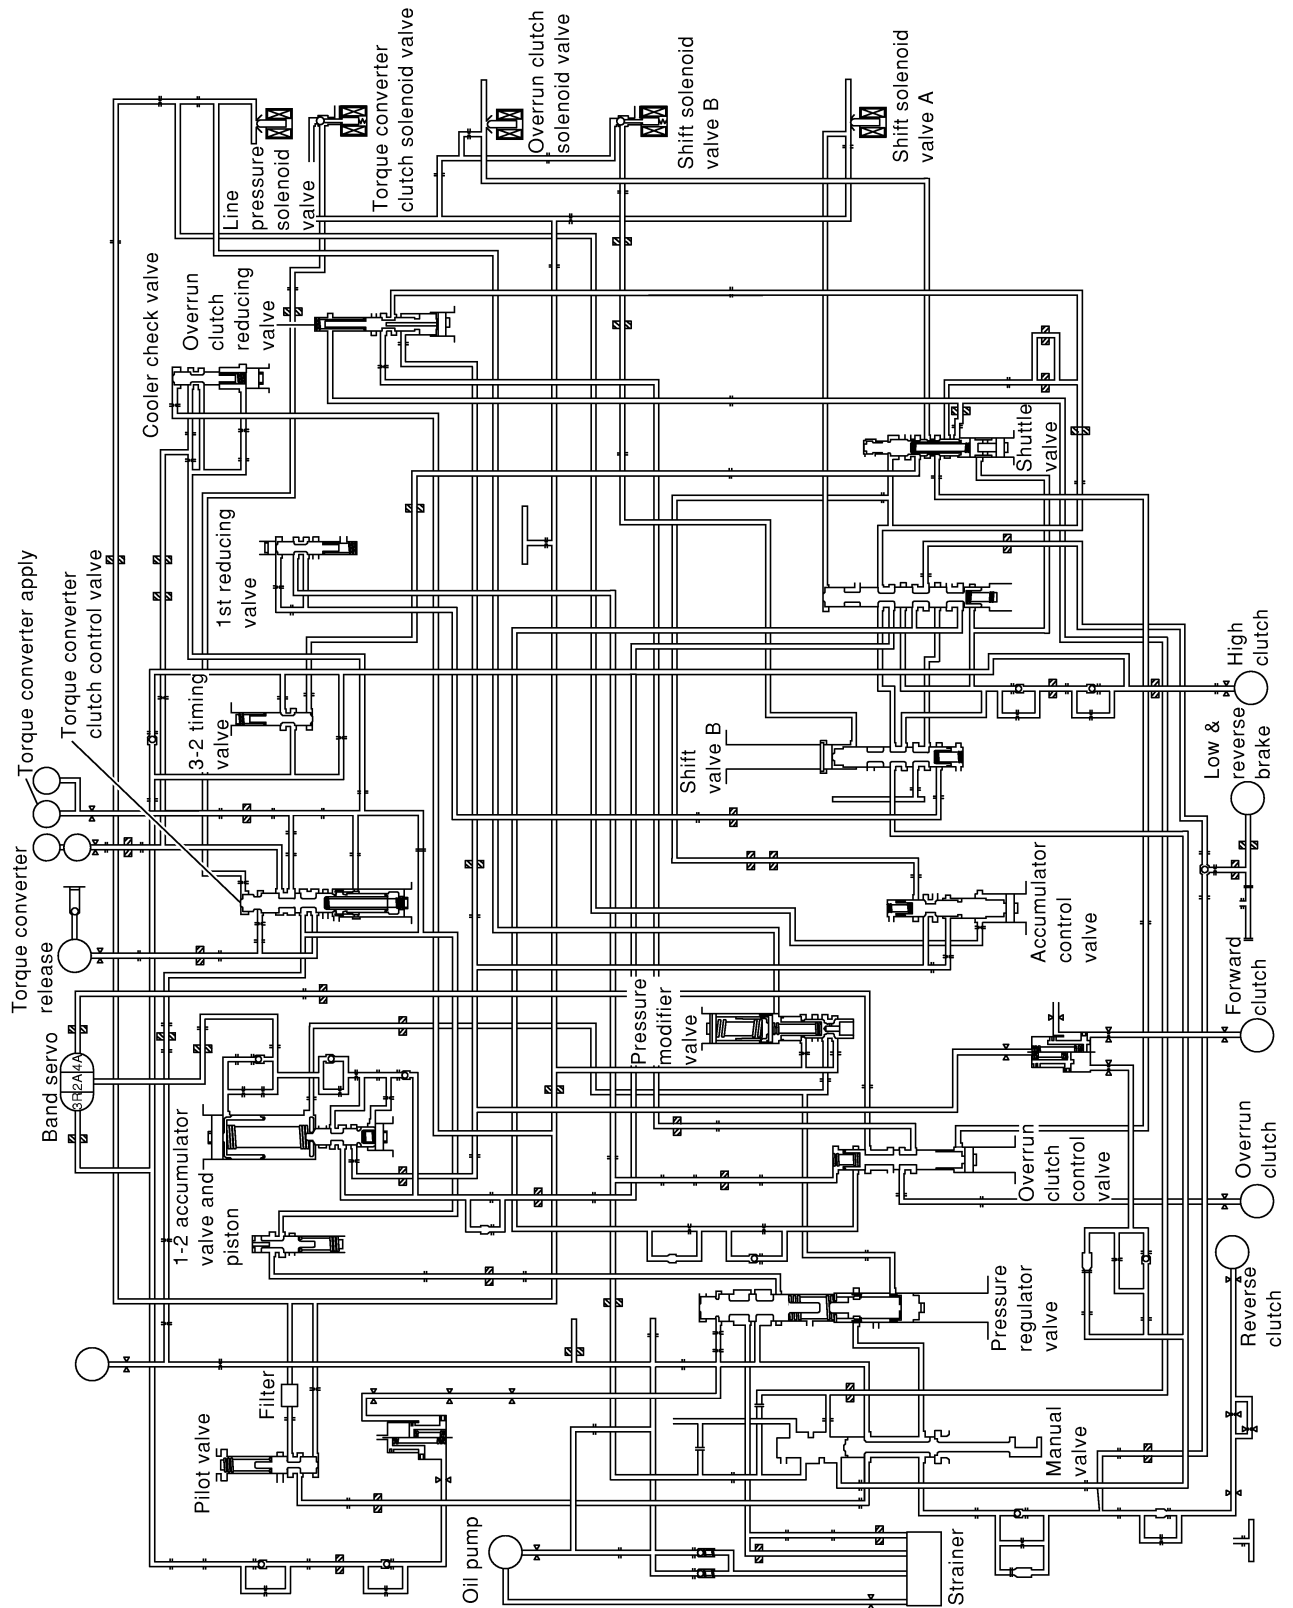 Torque converter apply
Torque converter
clutch control valve
Torque converter
release
Band servo
3R
2A
4A
1-2 accumulator
valve and
piston
Filter
Pilot valve
Oil pump
Strainer
3-2 timing
valve
1st reducing
valve
Cooler check valve
Overrun
clutch
reducing
valve
Line
pressure
solenoid
valve
Torque converter
clutch solenoid valve
Overrun clutch
solenoid valve
Shift solenoid
valve B
Shift solenoid
valve A
Shuttle
valve
Shift
valve B
Accumulator
control
valve
Pressure
modifier
valve
Overrun
clutch
control
valve
Pressure
regulator
valve
Manual
valve
High
clutch
Low &
reverse
brake
Forward
clutch
Overrun
clutch
Reverse
clutch